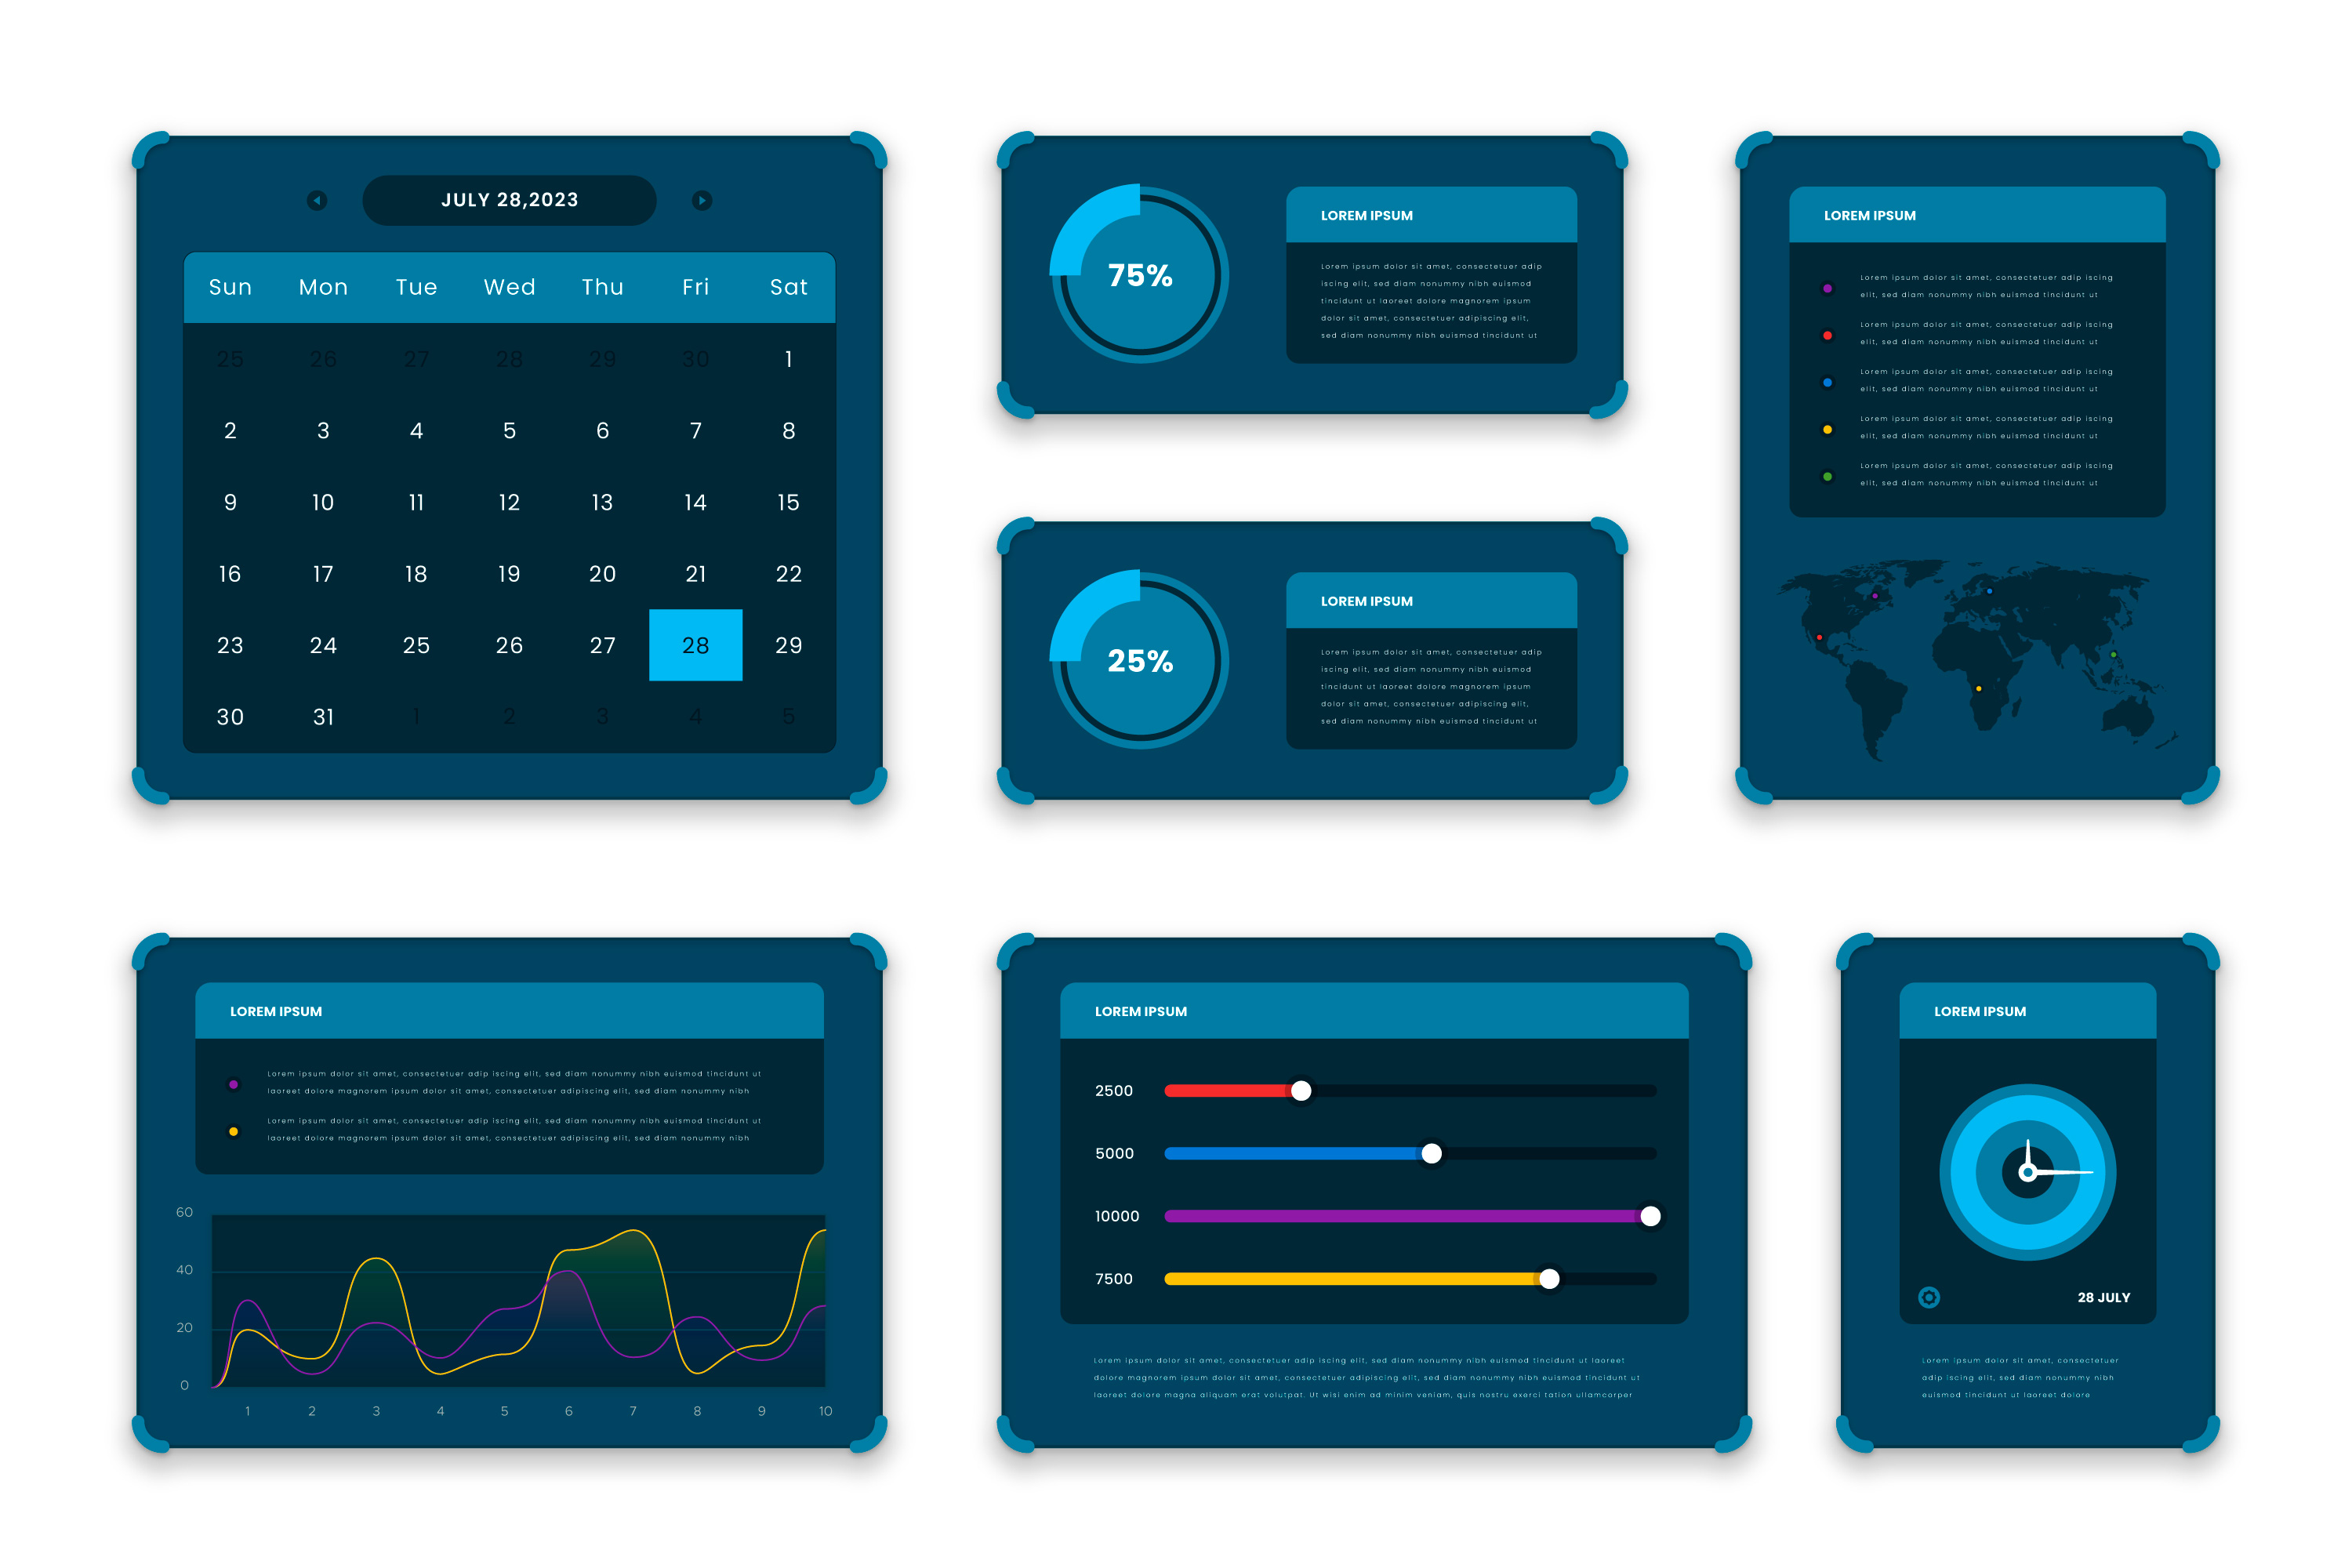 JULY 28,2023
Sun Mon Tue Wed Thu Fri Sat
25 26 27 28 29 30 1
2 3 4 5 6 7 8
9 10 11 12 13 14 15
16 17 18 19 20 21 22
23 24 25 26 27 28 29
30 31 1 2 3 4 5
75%
LOREM IPSUM
Lorem ipsum dolor sit amet, consectetuer adip
iscing elit, sed diam nonummy nibh euismod
tincidunt ut laoreet dolore magnorem ipsum
dolor sit amet, consectetuer adipiscing elit,
sed diam nonummy nibh euismod tincidunt ut
25%
LOREM IPSUM
Lorem ipsum dolor sit amet, consectetuer adip
iscing elit, sed diam nonummy nibh euismod
tincidunt ut laoreet dolore magnorem ipsum
dolor sit amet, consectetuer adipiscing elit,
sed diam nonummy nibh euismod tincidunt ut
LOREM IPSUM
Lorem ipsum dolor sit amet, consectetuer adip iscing
elit, sed diam nonummy nibh euismod tincidunt ut
Lorem ipsum dolor sit amet, consectetuer adip iscing
elit, sed diam nonummy nibh euismod tincidunt ut
Lorem ipsum dolor sit amet, consectetuer adip iscing
elit, sed diam nonummy nibh euismod tincidunt ut
Lorem ipsum dolor sit amet, consectetuer adip iscing
elit, sed diam nonummy nibh euismod tincidunt ut
Lorem ipsum dolor sit amet, consectetuer adip iscing
elit, sed diam nonummy nibh euismod tincidunt ut
LOREM IPSUM
Lorem ipsum dolor sit amet, consectetuer adip iscing elit, sed diam nonummy nibh euismod tincidunt ut
laoreet dolore magnorem ipsum dolor sit amet, consectetuer adipiscing elit, sed diam nonummy nibh
Lorem ipsum dolor sit amet, consectetuer adip iscing elit, sed diam nonummy nibh euismod tincidunt ut
laoreet dolore magnorem ipsum dolor sit amet, consectetuer adipiscing elit, sed diam nonummy nibh
60
40
20
0
1 2 3 4 5 6 7 8 9 10
LOREM IPSUM
2500
5000
10000
7500
Lorem ipsum dolor sit amet, consectetuer adip iscing elit, sed diam nonummy nibh euismod tincidunt ut laoreet
dolore magnorem ipsum dolor sit amet, consectetuer adipiscing elit, sed diam nonummy nibh euismod tincidunt ut
laoreet dolore magna aliquam erat volutpat. Ut wisi enim ad minim veniam, quis nostru exerci tation ullamcorper
LOREM IPSUM
28 JULY
Lorem ipsum dolor sit amet, consectetuer
adip iscing elit, sed diam nonummy nibh
euismod tincidunt ut laoreet dolore